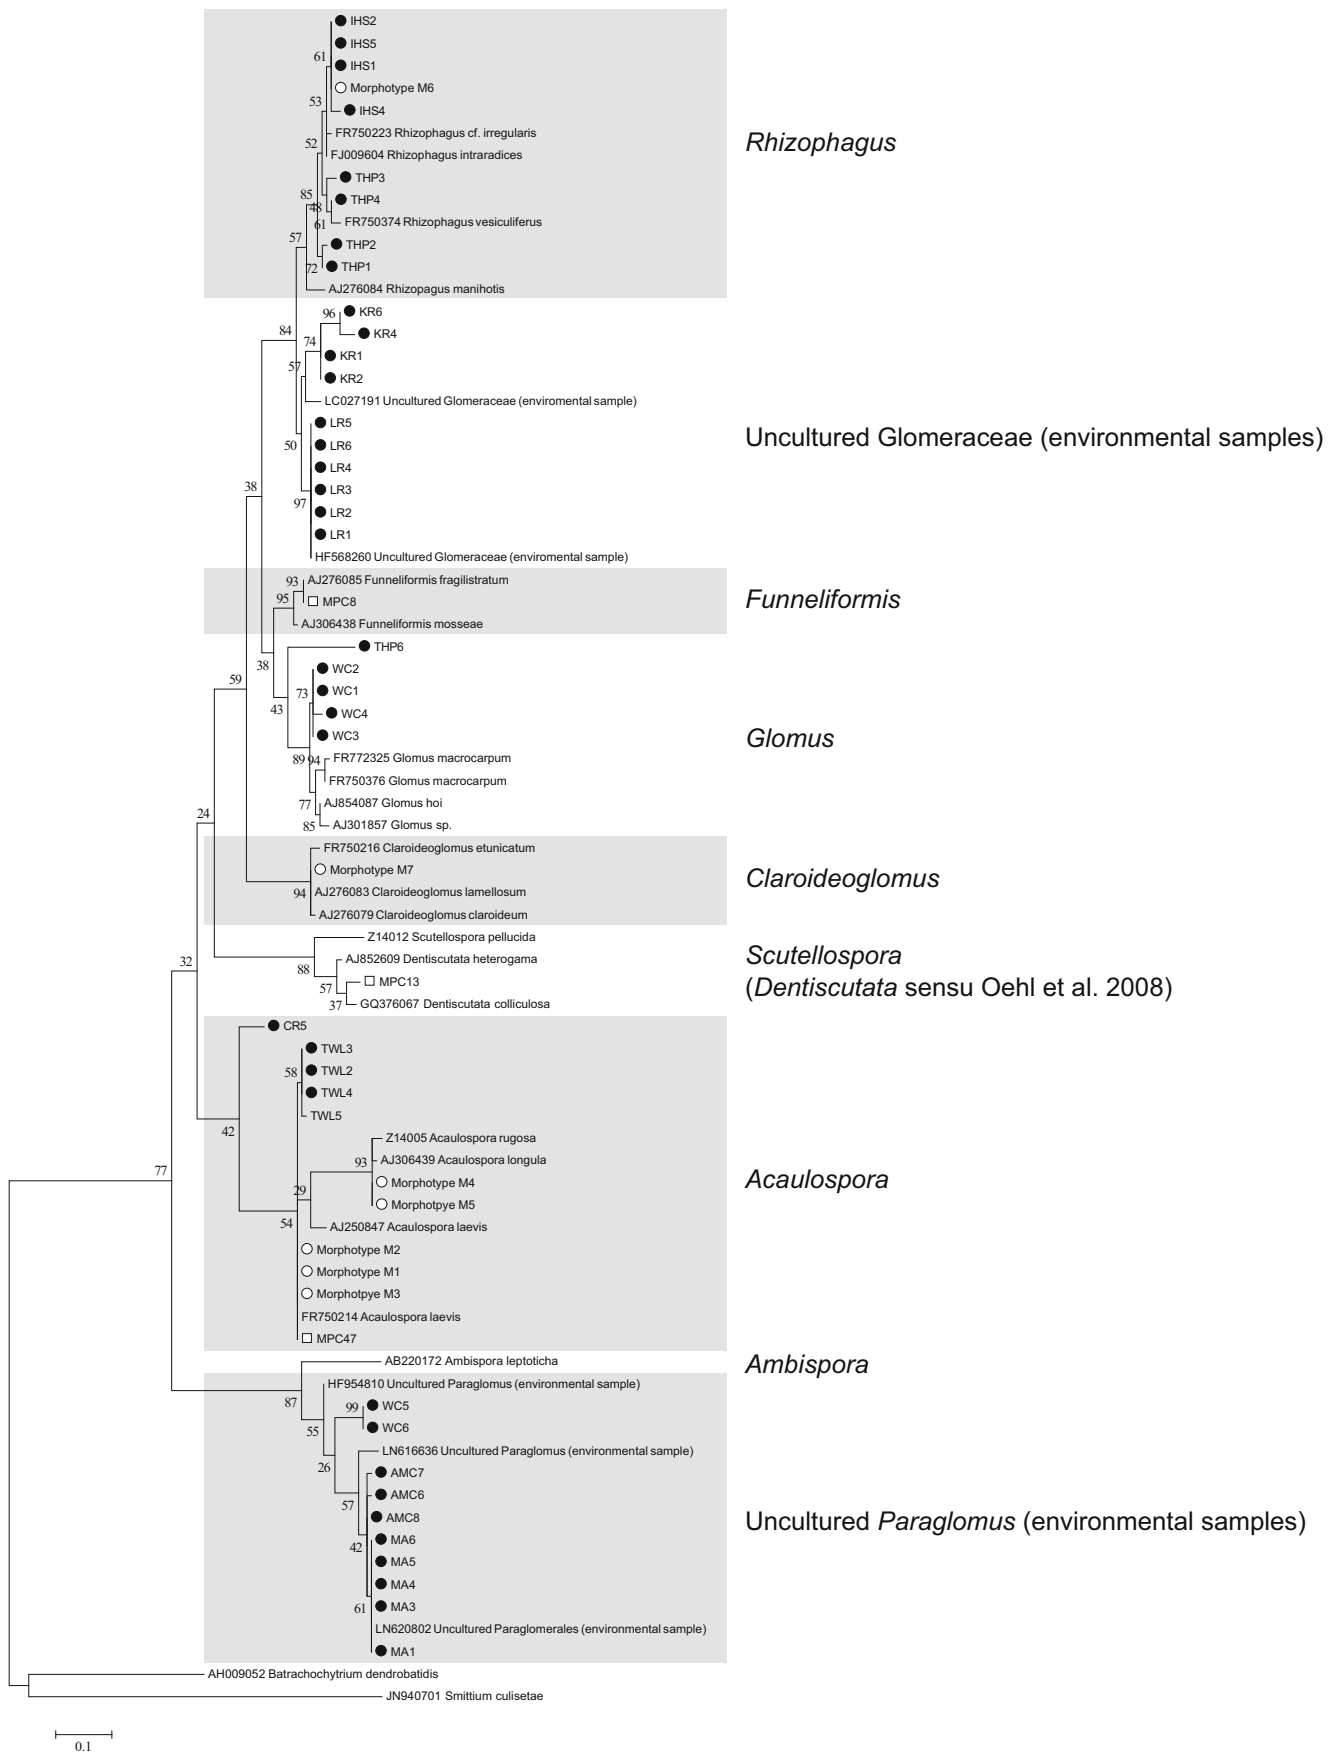 IHS2
IHS5
61
IHS1
Morphotype M6
53
IHS4
FR750223 Rhizophagus cf. irregularis
52
FJ009604 Rhizophagus intraradices
Rhizophagus
THP3
85
THP4
48
61
FR750374 Rhizophagus vesiculiferus
57
THP2
72
THP1
AJ276084 Rhizopagus manihotis
96
KR6
84
KR4
74
KR1
57
KR2
LC027191 Uncultured Glomeraceae (enviromental sample)
LR5
50
LR6
Uncultured Glomeraceae (environmental samples)
LR4
38
LR3
97
LR2
LR1
HF568260 Uncultured Glomeraceae (enviromental sample)
93
AJ276085 Funneliformis fragilistratum
95
MPC8
Funneliformis
AJ306438 Funneliformis mosseae
THP6
38
WC2
59
73
WC1
43
WC4
WC3
Glomus
89
94
FR772325 Glomus macrocarpum
FR750376 Glomus macrocarpum
77
AJ854087 Glomus hoi
24
85
AJ301857 Glomus sp.
FR750216 Claroideoglomus etunicatum
Morphotype M7
Claroideoglomus
94
AJ276083 Claroideoglomus lamellosum
AJ276079 Claroideoglomus claroideum
Z14012 Scutellospora pellucida
32
88
AJ852609 Dentiscutata heterogama
Scutellospora
57
MPC13
(Dentiscutata sensu Oehl et al. 2008)
37
GQ376067 Dentiscutata colliculosa
CR5
TWL3
58
TWL2
TWL4
TWL5
42
Z14005 Acaulospora rugosa
77
93
AJ306439 Acaulospora longula
Morphotype M4
Acaulospora
29
Morphotpye M5
54
AJ250847 Acaulospora laevis
Morphotype M2
Morphotype M1
Morphotpye M3
FR750214 Acaulospora laevis
MPC47
AB220172 Ambispora leptoticha
Ambispora
HF954810 Uncultured Paraglomus (environmental sample)
87
99
WC5
55
WC6
LN616636 Uncultured Paraglomus (environmental sample)
26
AMC7
57
AMC6
AMC8
Uncultured Paraglomus (environmental samples)
42
MA6
MA5
MA4
61
MA3
LN620802 Uncultured Paraglomerales (environmental sample)
MA1
AH009052 Batrachochytrium dendrobatidis
JN940701 Smittium culisetae
0.1